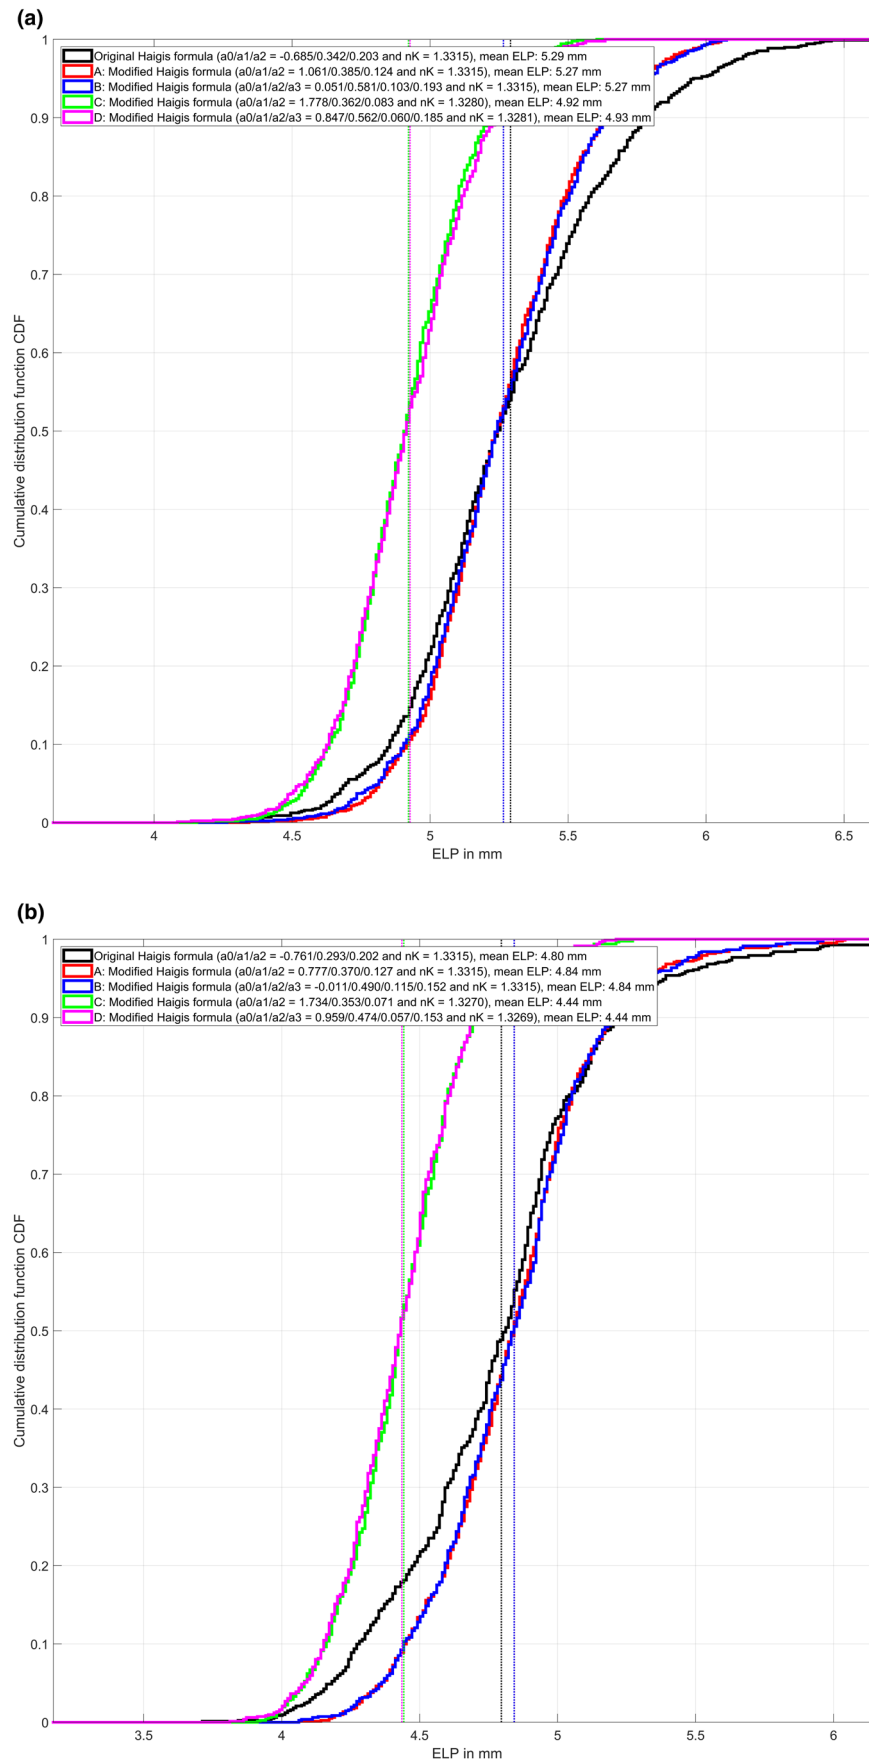 (a)
1
0.9
0.8
0.7
0.6
0.5
0.4
0.3
0.2
0.1
0
Cumulative distribution function CDF
Original Haigis formula (a0/a1/a2 = -0.685/0.342/0.203 and nK = 1.3315), mean ELP: 5.29 mm
A: Modified Haigis formula (a0/a1/a2 = 1.061/0.385/0.124 and nK = 1.3315), mean ELP: 5.27 mm
B: Modified Haigis formula (a0/a1/a2/a3 = 0.051/0.581/0.103/0.193 and nK = 1.3315), mean ELP: 5.27 mm
C: Modified Haigis formula (a0/a1/a2 = 1.778/0.362/0.083 and nK = 1.3280), mean ELP: 4.92 mm
D: Modified Haigis formula (a0/a1/a2/a3 = 0.847/0.562/0.060/0.185 and nK = 1.3281), mean ELP: 4.93 mm
4 4.5 5 5.5 6 6.5
ELP in mm
(b)
1
0.9
0.8
0.7
0.6
0.5
0.4
0.3
0.2
0.1
0
Cumulative distribution function CDF
Original Haigis formula (a0/a1/a2 = -0.761/0.293/0.202 and nK = 1.3315), mean ELP: 4.80 mm
A: Modified Haigis formula (a0/a1/a2 = 0.777/0.370/0.127 and nK = 1.3315), mean ELP: 4.84 mm
B: Modified Haigis formula (a0/a1/a2/a3 = -0.011/0.490/0.115/0.152 and nK = 1.3315), mean ELP: 4.84 mm
C: Modified Haigis formula (a0/a1/a2 = 1.734/0.353/0.071 and nK = 1.3270), mean ELP: 4.44 mm
D: Modified Haigis formula (a0/a1/a2/a3 = 0.959/0.474/0.057/0.153 and nK = 1.3269), mean ELP: 4.44 mm
3.5 4 4.5 5 5.5 6
ELP in mm